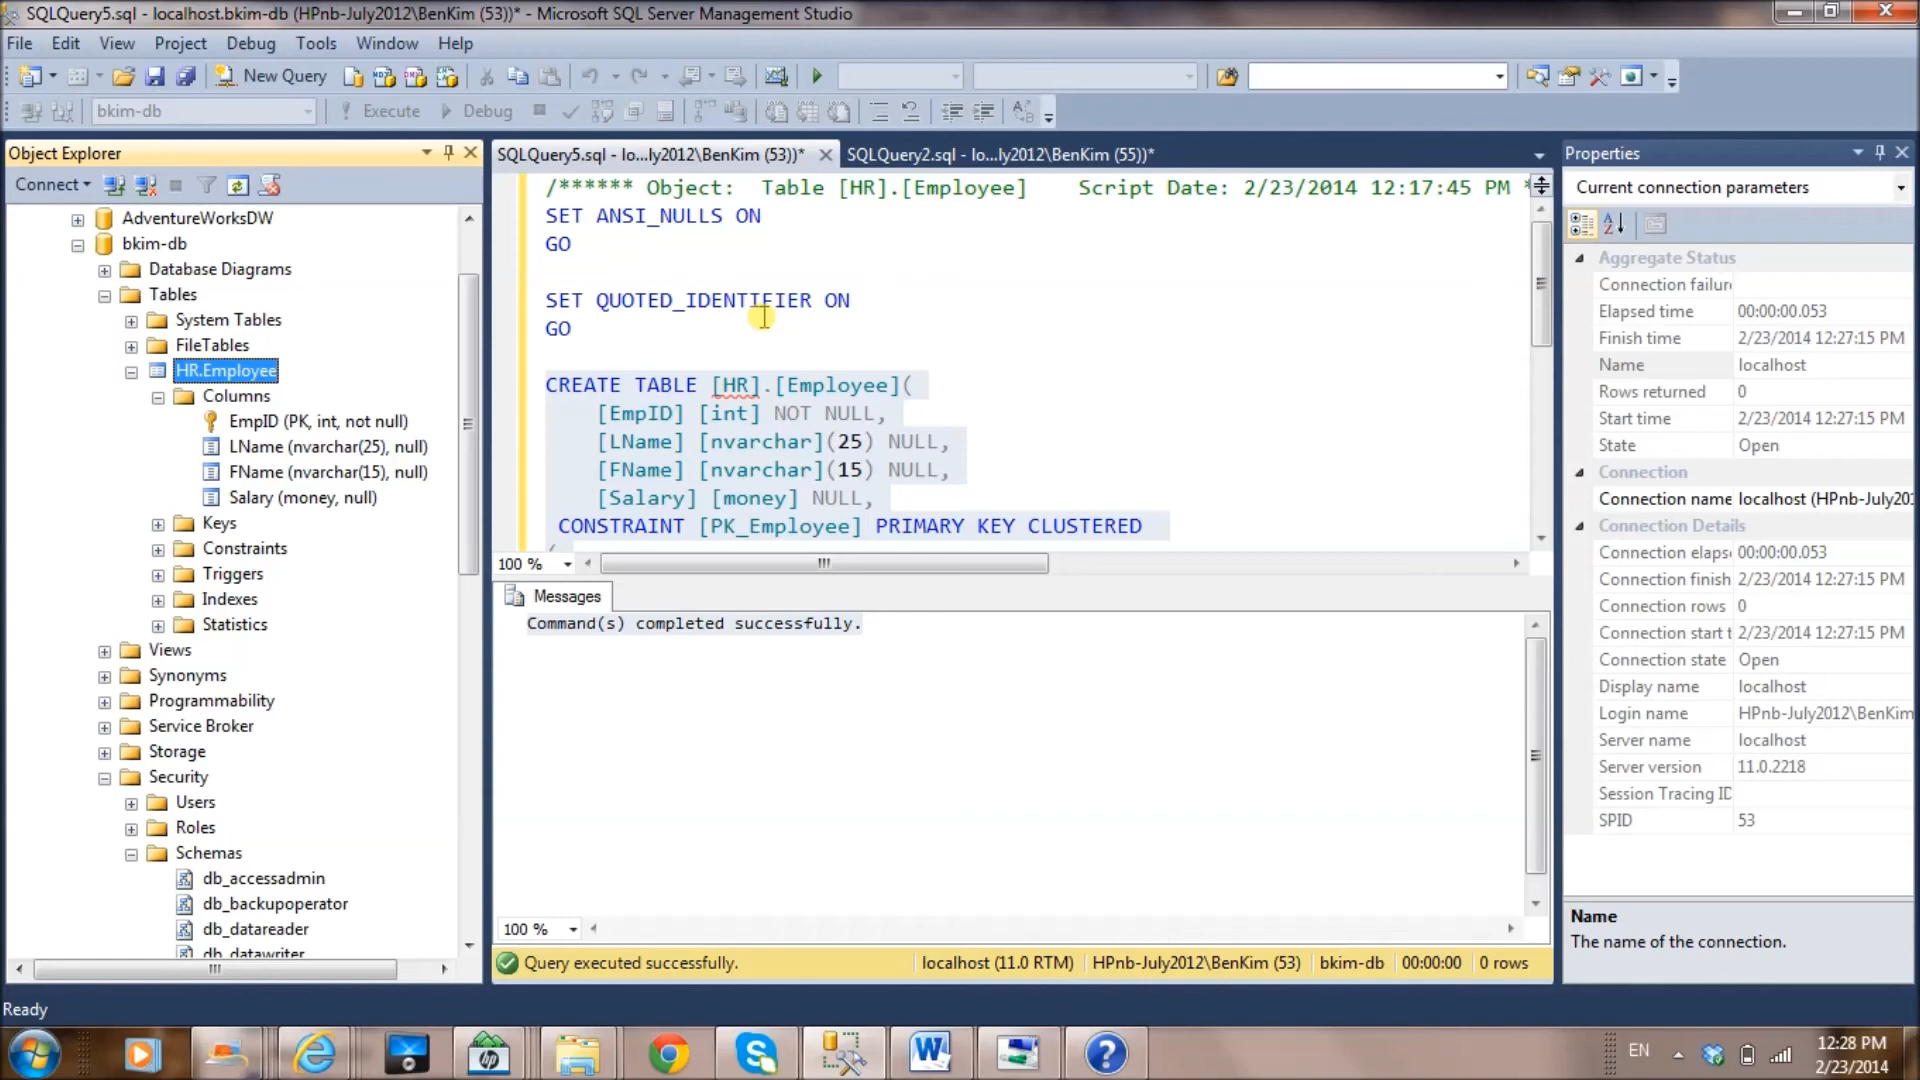 SQLQuery5.sql - localhost.bkim-db (HPnb-July2012\BenKim (53))* - Microsoft SQL Server Management Studio
File Edit View Project Debug Tools Window Help
New Query
bkim-db Execute Debug
Object Explorer
Connect
AdventureWorksDW
bkim-db
Database Diagrams
Tables
System Tables
FileTables
HR.Employee
Columns
EmpID (PK, int, not null)
LName (nvarchar(25), null)
FName (nvarchar(15), null)
Salary (money, null)
Keys
Constraints
Triggers
Indexes
Statistics
Views
Synonyms
Programmability
Service Broker
Storage
Security
Users
Roles
Schemas
db_accessadmin
db_backupoperator
db_datareader
db_datawriter
SQLQuery5.sql - lo...ly2012\BenKim (53))* SQLQuery2.sql - lo...ly2012\BenKim (55))*
/****** Object: Table [HR].[Employee] Script Date: 2/23/2014 12:17:45 PM *
SET ANSI_NULLS ON
GO
SET QUOTED_IDENTIFIER ON
GO
CREATE TABLE [HR].[Employee](
[EmpID] [int] NOT NULL,
[LName] [nvarchar](25) NULL,
[FName] [nvarchar](15) NULL,
[Salary] [money] NULL,
CONSTRAINT [PK_Employee] PRIMARY KEY CLUSTERED
(
100 %
Messages
Command(s) completed successfully.
100 %
Query executed successfully. localhost (11.0 RTM) HPnb-July2012\BenKim (53) bkim-db 00:00:00 0 rows
Properties
Current connection parameters
Aggregate Status
Connection failure
Elapsed time 00:00:00.053
Finish time 2/23/2014 12:27:15 PM
Name localhost
Rows returned 0
Start time 2/23/2014 12:27:15 PM
State Open
Connection
Connection name localhost (HPnb-July201
Connection Details
Connection elaps 00:00:00.053
Connection finish 2/23/2014 12:27:15 PM
Connection rows 0
Connection start t 2/23/2014 12:27:15 PM
Connection state Open
Display name localhost
Login name HPnb-July2012\BenKim
Server name localhost
Server version 11.0.2218
Session Tracing ID
SPID 53
Name
The name of the connection.
Ready
EN 12:28 PM
2/23/2014